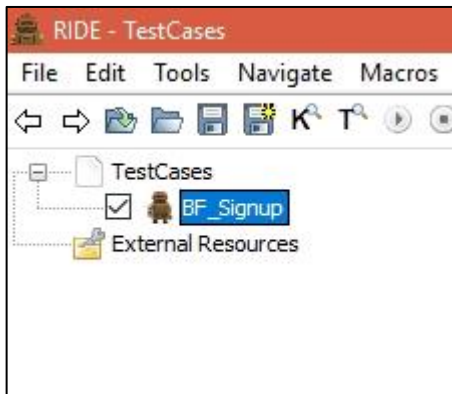 RIDE - TestCases
File Edit Tools Navigate Macros
K T
TestCases
BF_Signup
External Resources